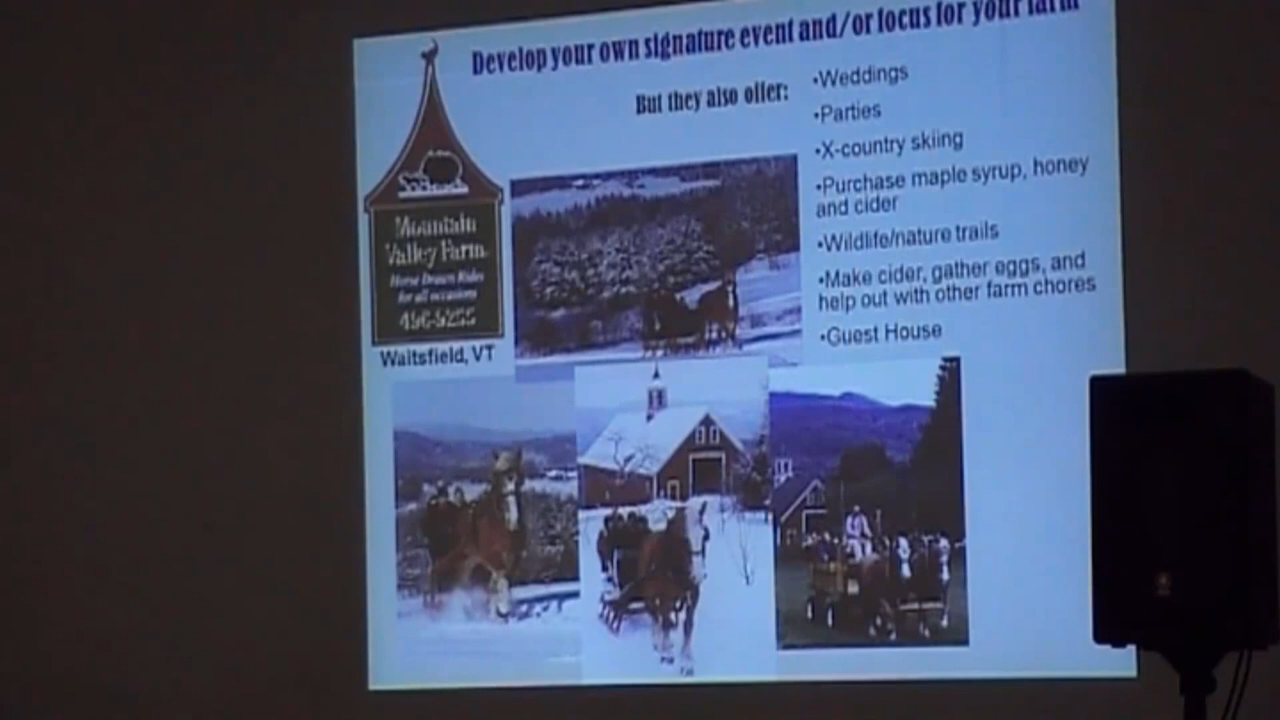 Develop your own signature event and/or focus for your farm
But they also offer:
•Weddings
•Parties
•X-country skiing
•Purchase maple syrup, honey
and cider
•Wildlife/nature trails
•Make cider, gather eggs, and
help out with other farm chores
•Guest House
Mountain
Valley Farm
Horse Drawn Rides
for all occasions
496-9255
Waitsfield, VT